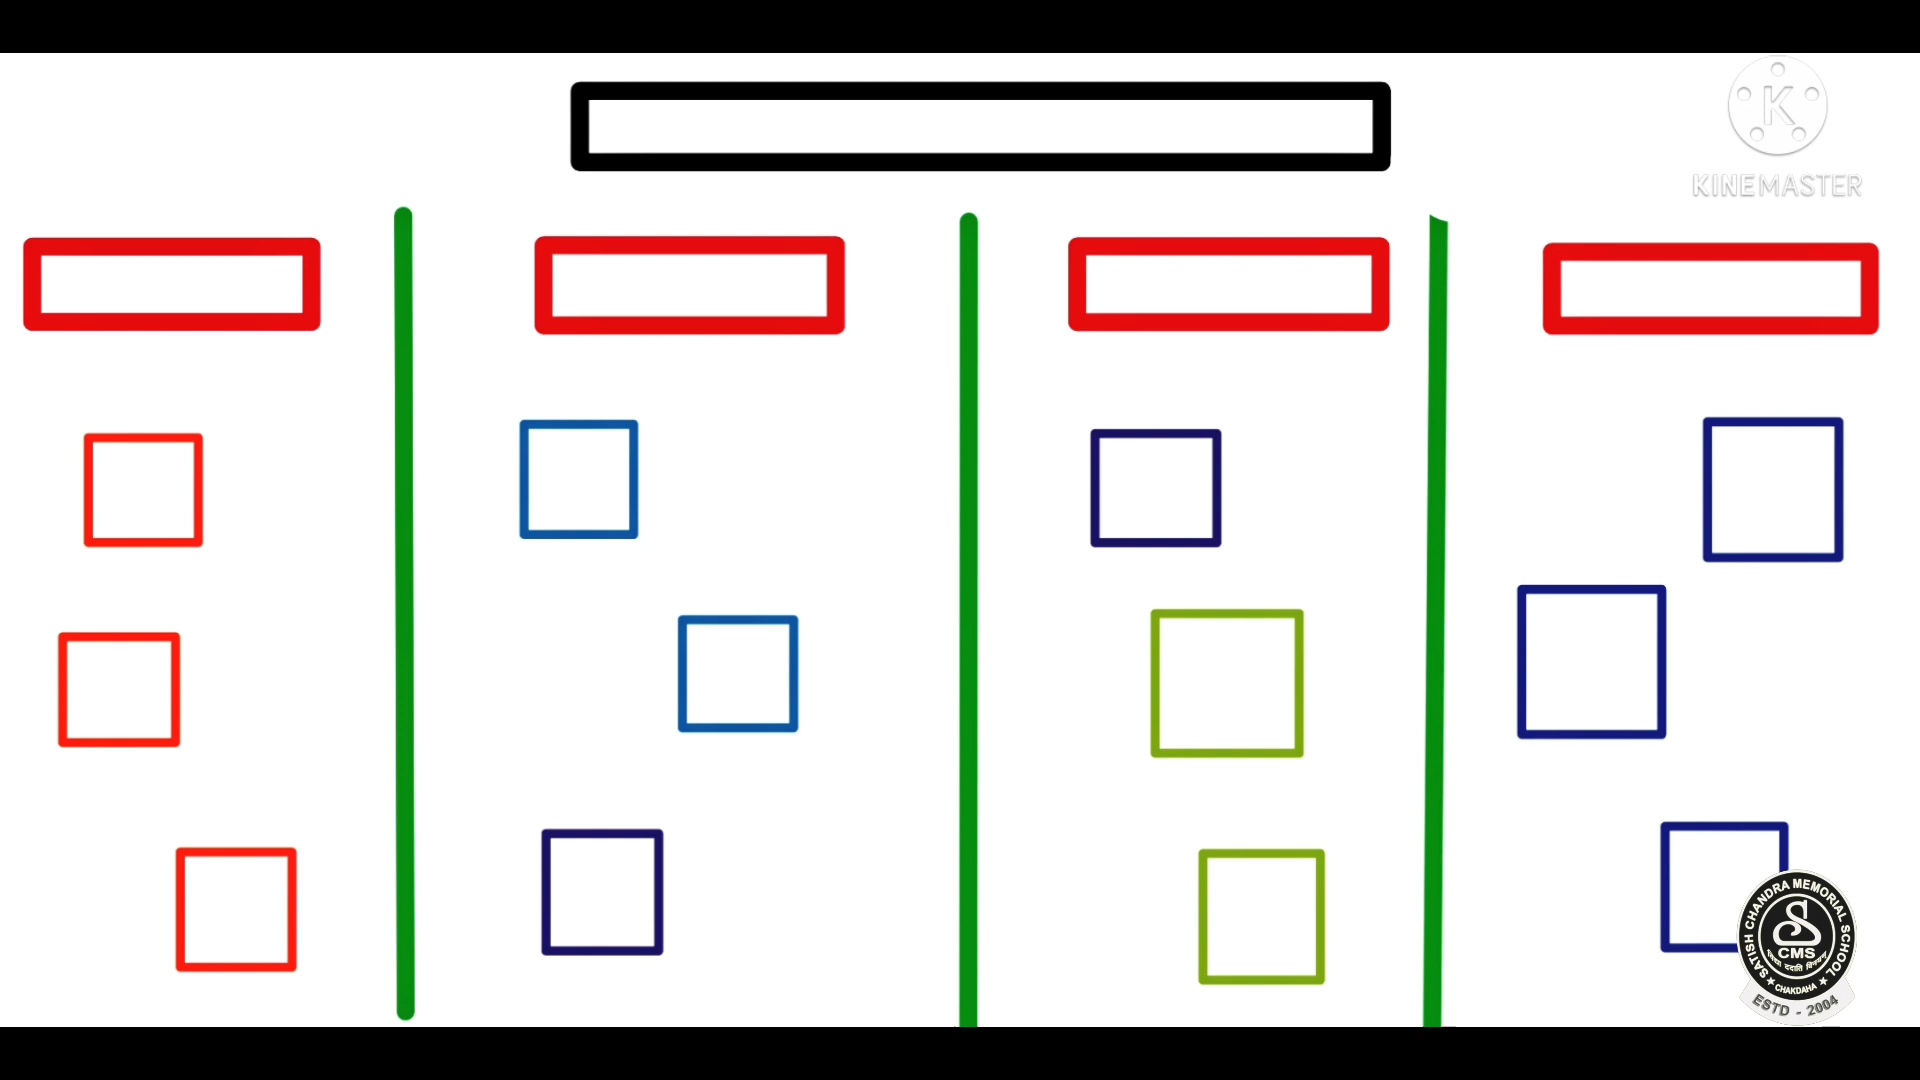 K
KINEMASTER
SATISH CHANDRA MEMORIAL SCHOOL
S
CMS
★ CHAKDAHA ★
ESTD - 2004